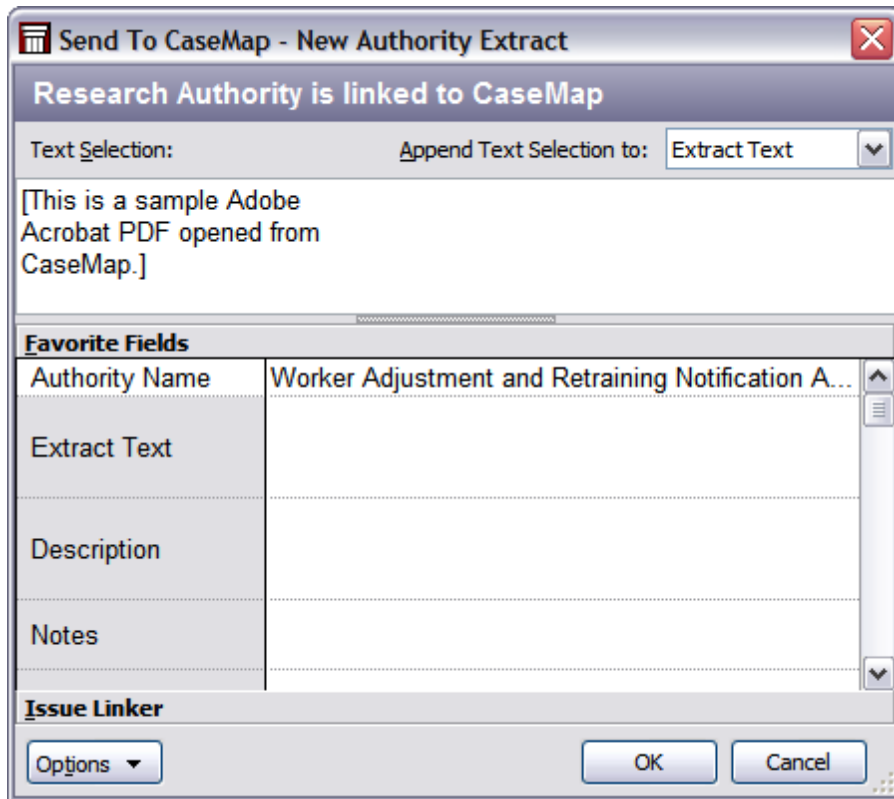 Send To CaseMap - New Authority Extract
Research Authority is linked to CaseMap
Text Selection: Append Text Selection to: Extract Text
[This is a sample Adobe
Acrobat PDF opened from
CaseMap.]
Favorite Fields
Authority Name Worker Adjustment and Retraining Notification A...
Extract Text
Description
Notes
Issue Linker
Options OK Cancel